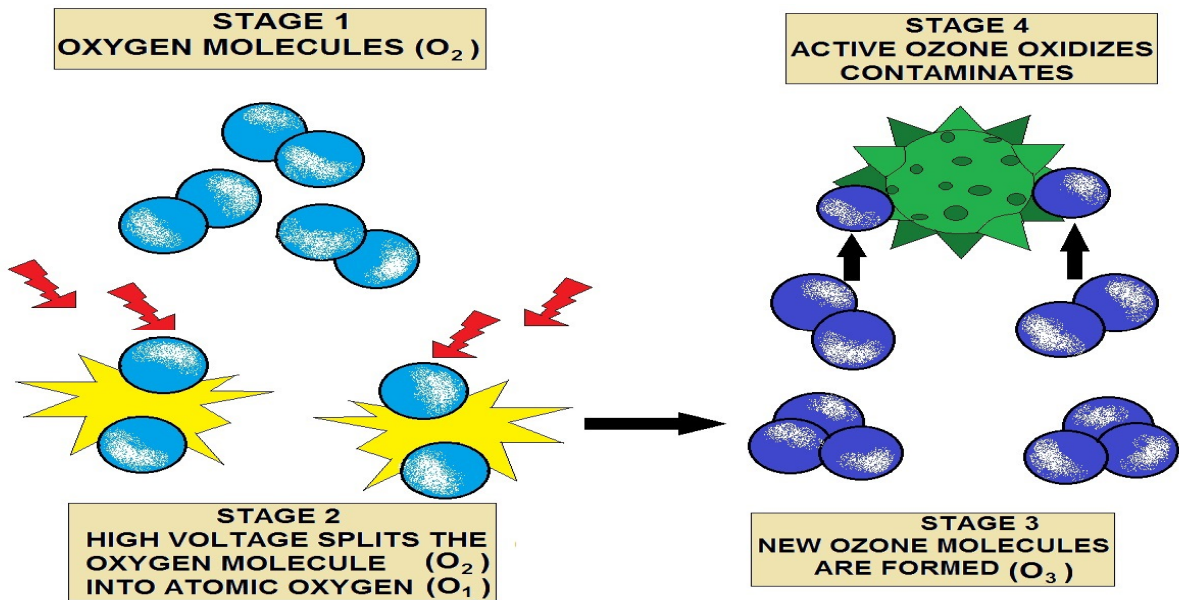 STAGE 1
OXYGEN MOLECULES (O₂)
STAGE 2
HIGH VOLTAGE SPLITS THE
OXYGEN MOLECULE (O₂)
INTO ATOMIC OXYGEN (O₁)
STAGE 4
ACTIVE OZONE OXIDIZES
CONTAMINATES
STAGE 3
NEW OZONE MOLECULES
ARE FORMED (O₃)